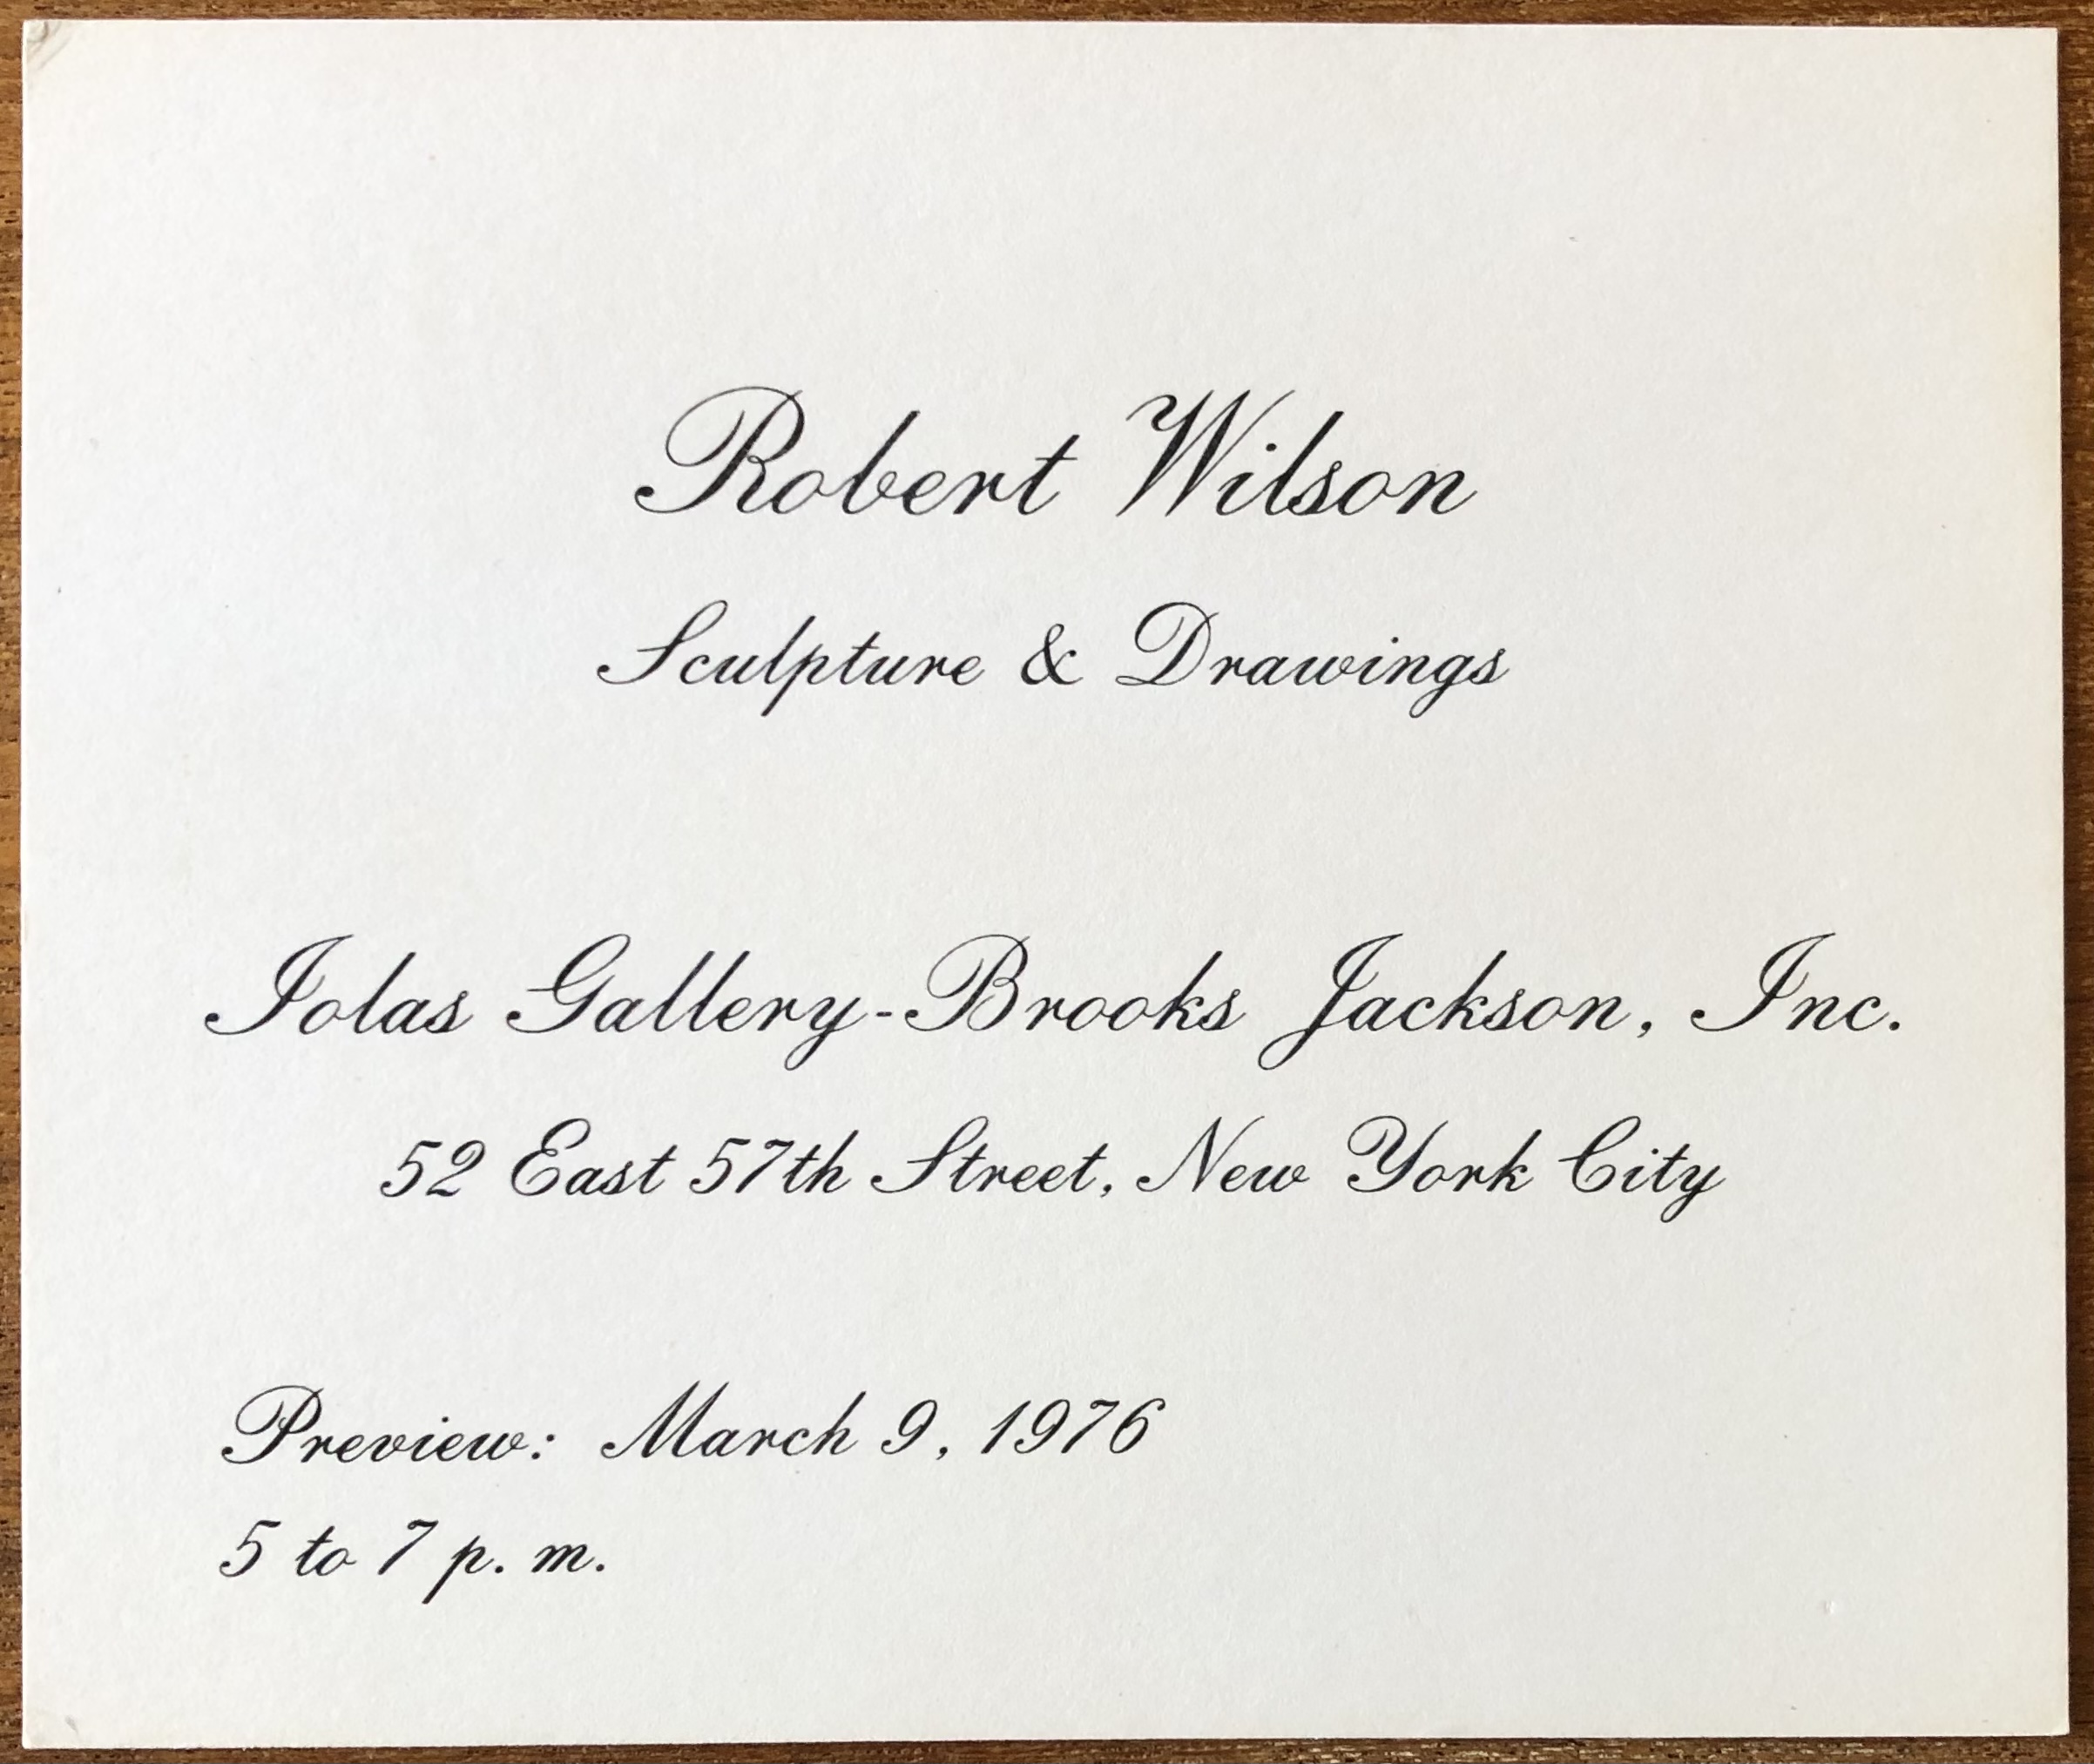 Robert Wilson
Sculpture & Drawings
Iolas Gallery-Brooks Jackson, Inc.
52 East 57th Street, New York City
Preview: March 9, 1976
5 to 7 p. m.